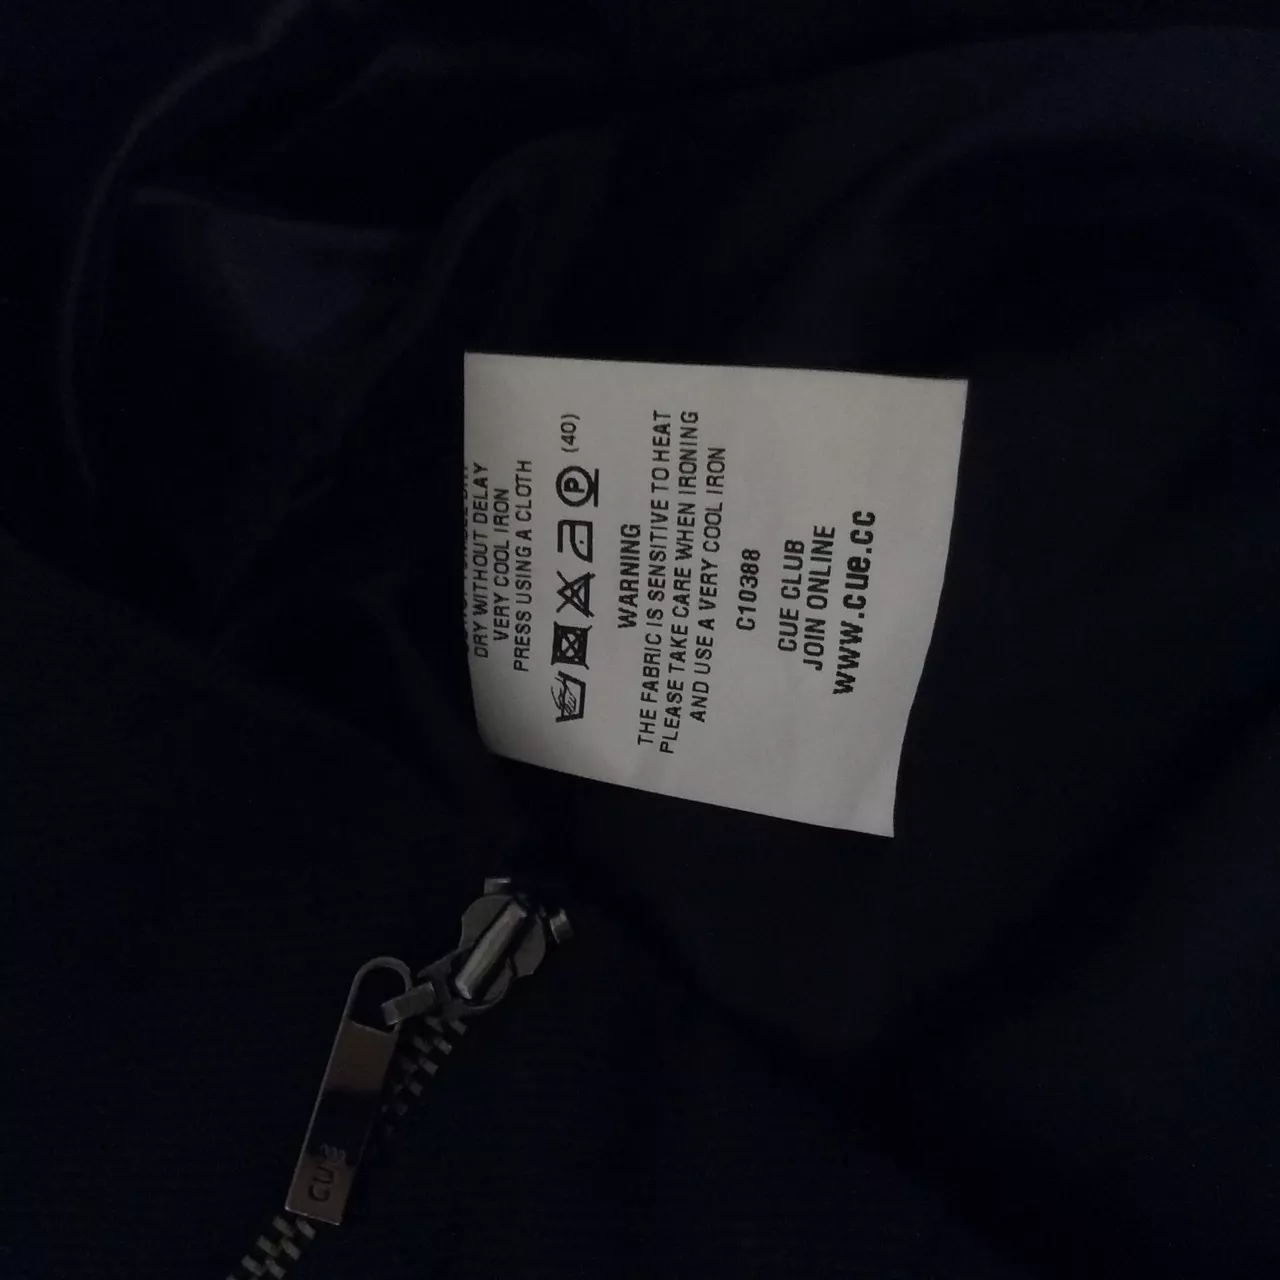 DRY WITHOUT DELAY
VERY COOL IRON
PRESS USING A CLOTH
P (40)
WARNING
THE FABRIC IS SENSITIVE TO HEAT
PLEASE TAKE CARE WHEN IRONING
AND USE A VERY COOL IRON
C10388
CUE CLUB
JOIN ONLINE
www.cue.cc
cue